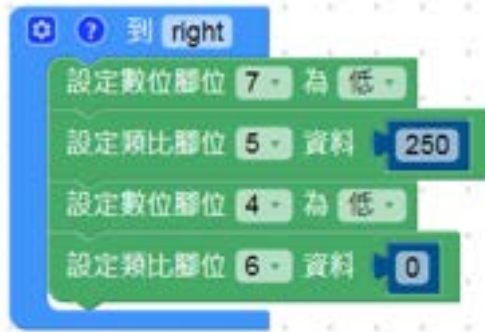 ? 到 right
設定數位腳位 7 為 低
設定類比腳位 5 資料 250
設定數位腳位 4 為 低
設定類比腳位 6 資料 0